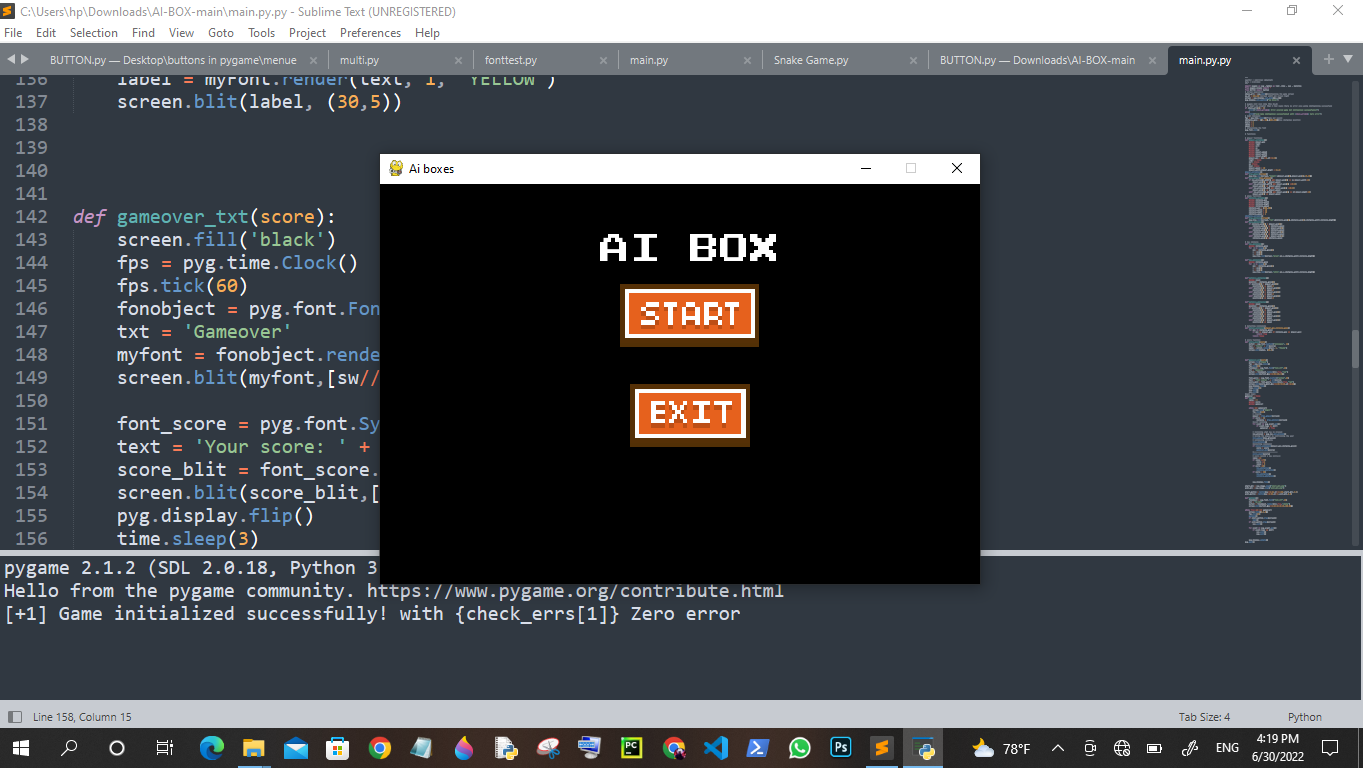 C:\Users\hp\Downloads\AI-BOX-main\main.py.py - Sublime Text (UNREGISTERED)
File Edit Selection Find View Goto Tools Project Preferences Help
BUTTON.py — Desktop\buttons in pygame\menue multi.py fonttest.py main.py Snake Game.py BUTTON.py — Downloads\AI-BOX-main main.py.py
136 label = myFont.render(text, 1, "YELLOW")
137 screen.blit(label, (30,5))
138
139
140
141
142 def gameover_txt(score):
143 screen.fill('black')
144 fps = pyg.time.Clock()
145 fps.tick(60)
146 fonobject = pyg.font.Fon
147 txt = 'Gameover'
148 myfont = fonobject.rende
149 screen.blit(myfont,[sw//
150
151 font_score = pyg.font.Sy
152 text = 'Your score: ' +
153 score_blit = font_score.
154 screen.blit(score_blit,[
155 pyg.display.flip()
156 time.sleep(3)
Ai boxes
AI BOX
START
EXIT
pygame 2.1.2 (SDL 2.0.18, Python 3
Hello from the pygame community. https://www.pygame.org/contribute.html
[+1] Game initialized successfully! with {check_errs[1]} Zero error
Line 158, Column 15 Tab Size: 4 Python
PC Ps 78°F ENG 4:19 PM
6/30/2022